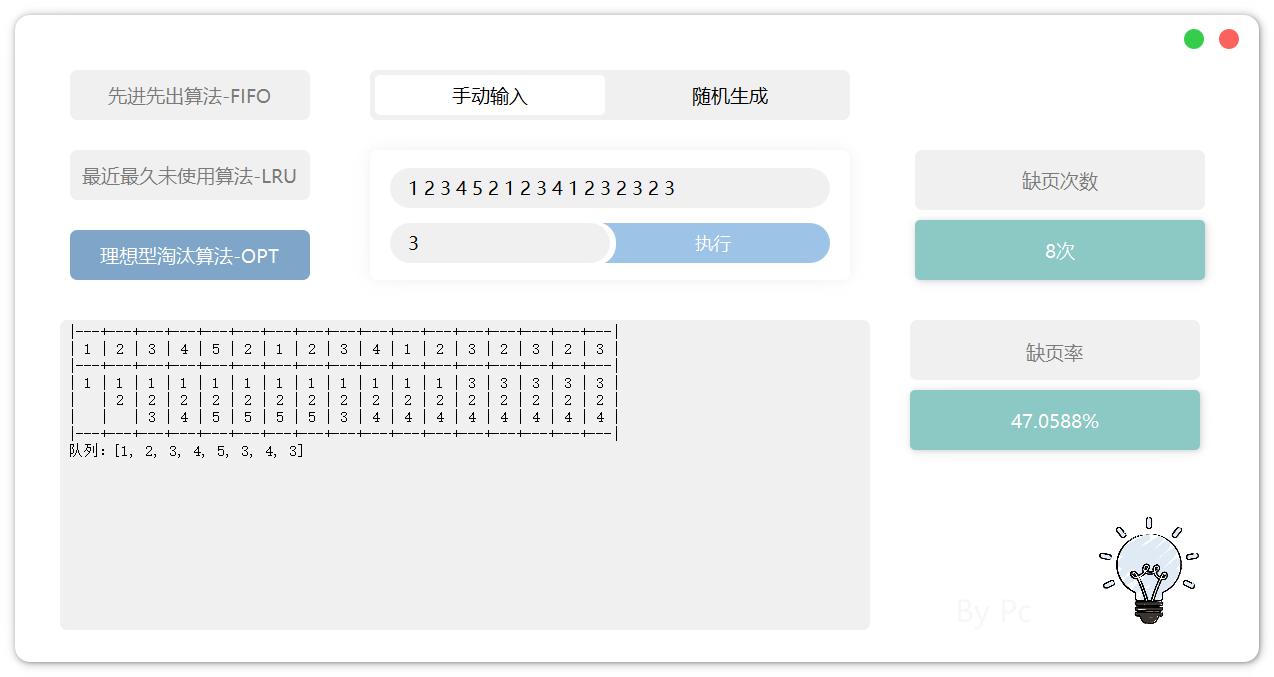 先进先出算法-FIFO
手动输入 随机生成
最近最久未使用算法-LRU
1 2 3 4 5 2 1 2 3 4 1 2 3 2 3 2 3
缺页次数
理想型淘汰算法-OPT
3 执行
8次
|---+---+---+---+---+---+---+---+---+---+---+---+---+---+---+---+---|
| 1 | 2 | 3 | 4 | 5 | 2 | 1 | 2 | 3 | 4 | 1 | 2 | 3 | 2 | 3 | 2 | 3 |
|---+---+---+---+---+---+---+---+---+---+---+---+---+---+---+---+---|
| 1 | 1 | 1 | 1 | 1 | 1 | 1 | 1 | 1 | 1 | 1 | 1 | 3 | 3 | 3 | 3 | 3 |
|   | 2 | 2 | 2 | 2 | 2 | 2 | 2 | 2 | 2 | 2 | 2 | 2 | 2 | 2 | 2 | 2 |
|   |   | 3 | 4 | 5 | 5 | 5 | 5 | 3 | 4 | 4 | 4 | 4 | 4 | 4 | 4 | 4 |
|---+---+---+---+---+---+---+---+---+---+---+---+---+---+---+---+---|
队列：[1, 2, 3, 4, 5, 3, 4, 3]
缺页率
47.0588%
By Pc